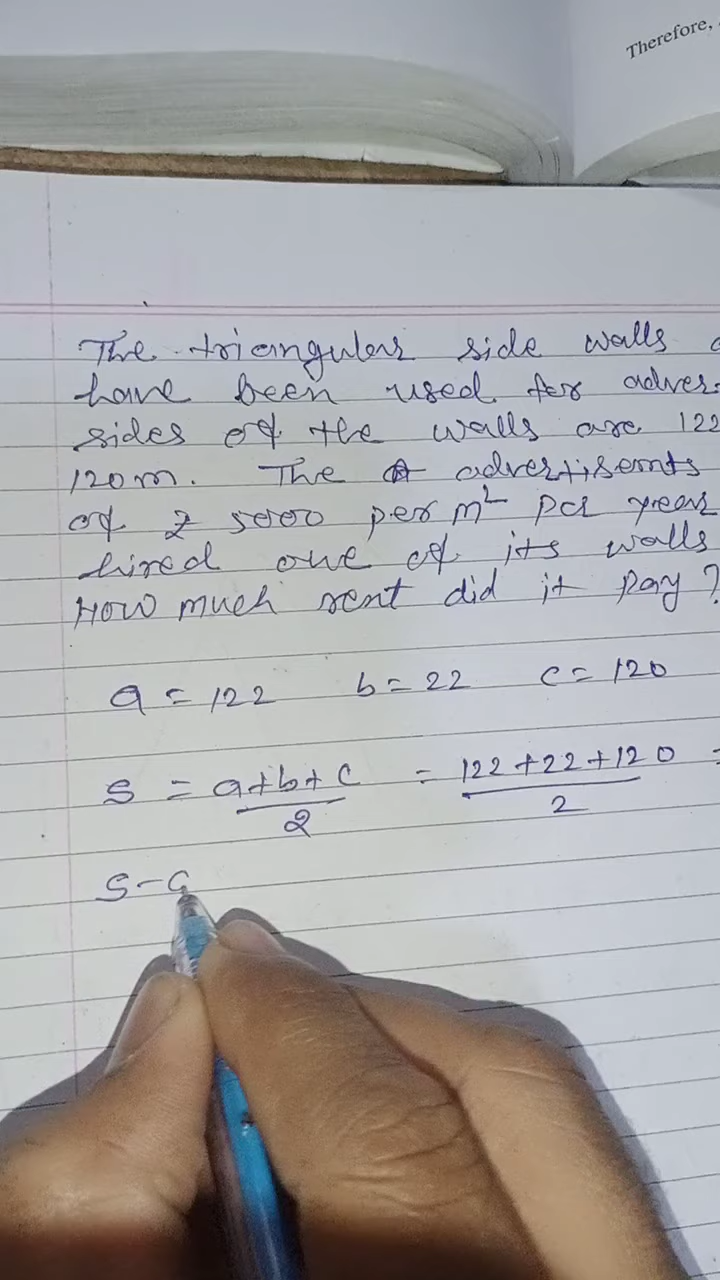 Therefore,
The triangular side walls
have been used for adver-
sides of the walls are 122
120m. The advertisemts
of ₹ 5000 per m² per year
hired one of its walls
How much rent did it pay?
a = 122 b = 22 c = 120
s = a+b+c/2 = 122+22+120/2 =
s-a